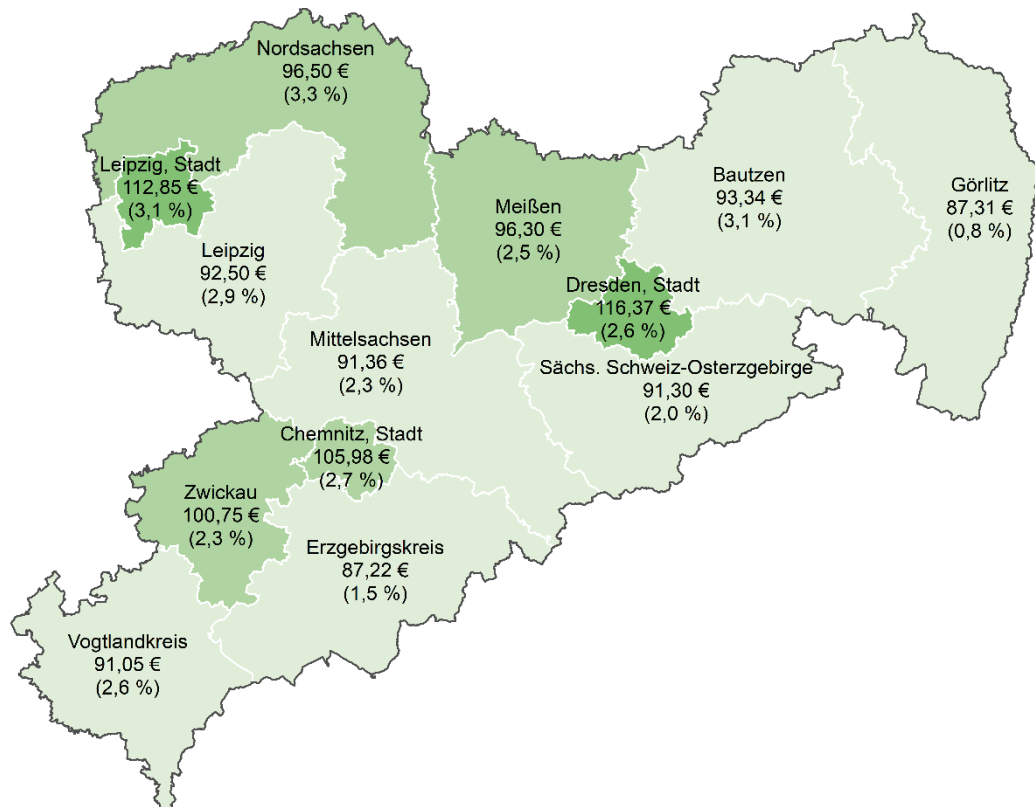 Nordsachsen
96,50 €
(3,3 %)
Leipzig, Stadt
112,85 €
(3,1 %)
Leipzig
92,50 €
(2,9 %)
Meißen
96,30 €
(2,5 %)
Bautzen
93,34 €
(3,1 %)
Görlitz
87,31 €
(0,8 %)
Dresden, Stadt
116,37 €
(2,6 %)
Mittelsachsen
91,36 €
(2,3 %)
Sächs. Schweiz-Osterzgebirge
91,30 €
(2,0 %)
Chemnitz, Stadt
105,98 €
(2,7 %)
Zwickau
100,75 €
(2,3 %)
Erzgebirgskreis
87,22 €
(1,5 %)
Vogtlandkreis
91,05 €
(2,6 %)